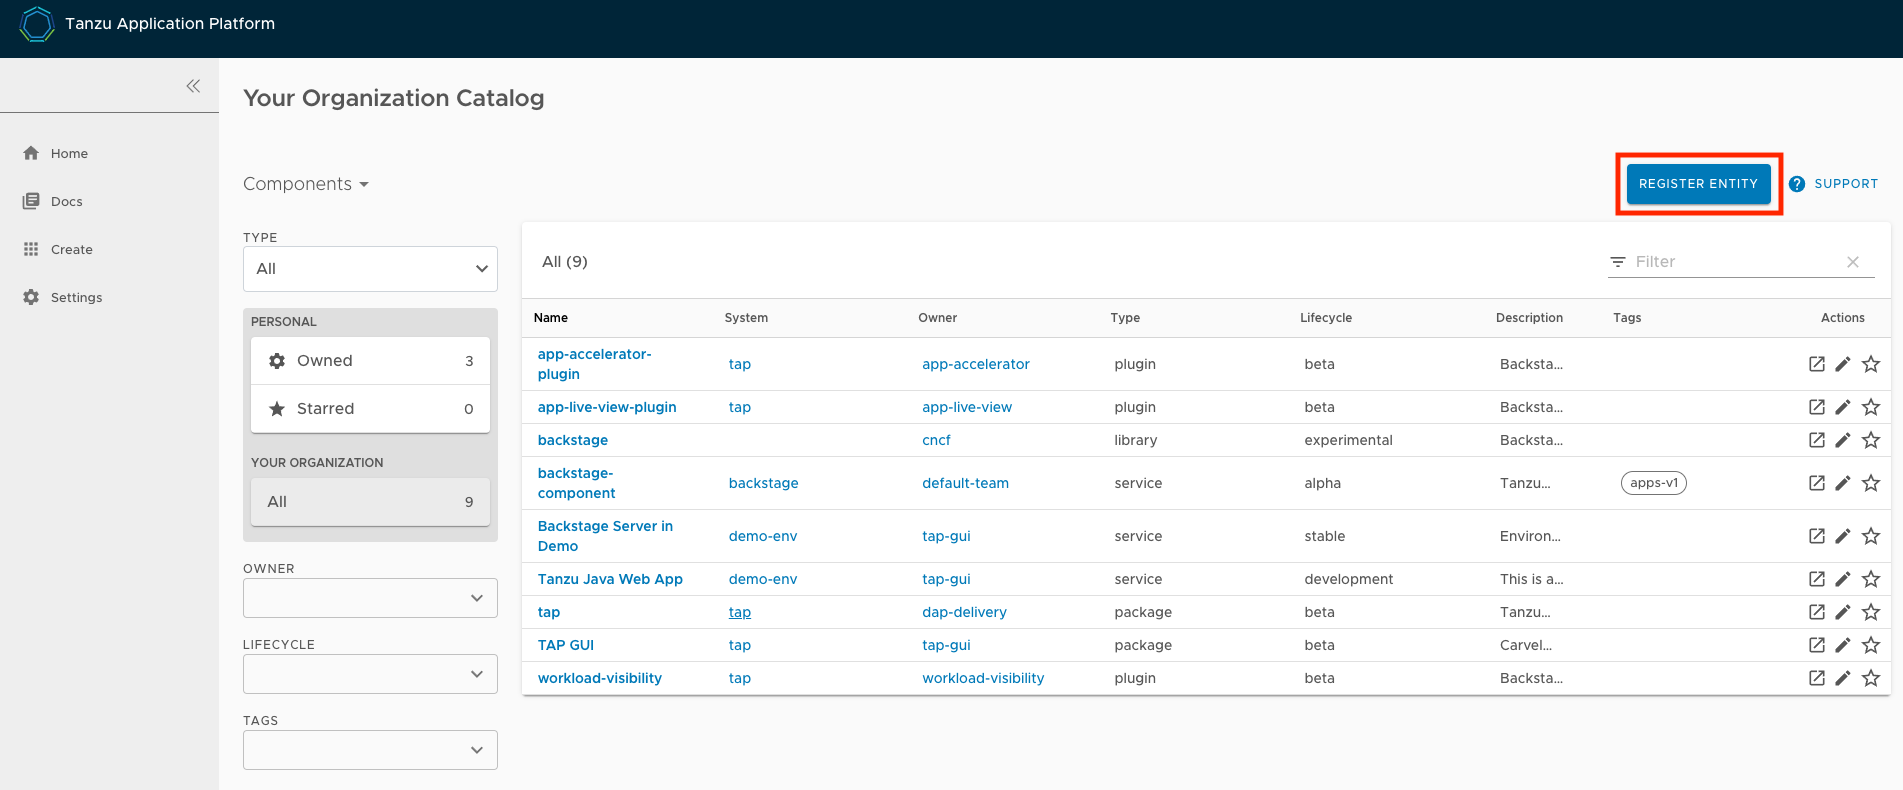 Tanzu Application Platform
Home
Docs
Create
Settings
Your Organization Catalog
Components
REGISTER ENTITY
SUPPORT
TYPE
All
PERSONAL
Owned 3
Starred 0
YOUR ORGANIZATION
All 9
OWNER
LIFECYCLE
TAGS
All (9)
Filter
Name System Owner Type Lifecycle Description Tags Actions
app-accelerator-
plugin tap app-accelerator plugin beta Backsta...
app-live-view-plugin tap app-live-view plugin beta Backsta...
backstage cncf library experimental Backsta...
backstage-
component backstage default-team service alpha Tanzu... apps-v1
Backstage Server in
Demo demo-env tap-gui service stable Environ...
Tanzu Java Web App demo-env tap-gui service development This is a...
tap tap dap-delivery package beta Tanzu...
TAP GUI tap tap-gui package beta Carvel...
workload-visibility tap workload-visibility plugin beta Backsta...